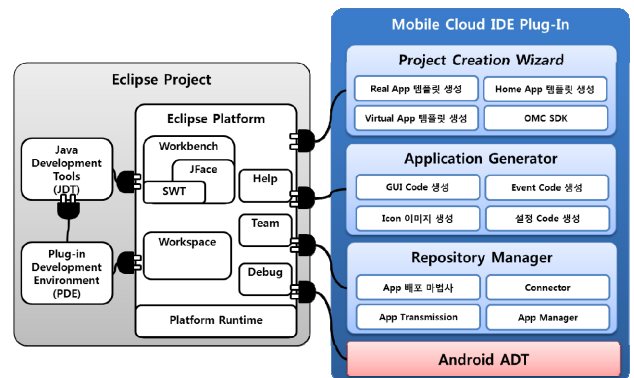 Eclipse Project
Java
Development
Tools
(JDT)
Plug-in
Development
Environment
(PDE)
Eclipse Platform
Workbench
JFace
SWT
Help
Team
Workspace
Debug
Platform Runtime
Mobile Cloud IDE Plug-In
Project Creation Wizard
Real App 템플릿 생성
Home App 템플릿 생성
Virtual App 템플릿 생성
OMC SDK
Application Generator
GUI Code 생성
Event Code 생성
Icon 이미지 생성
설정 Code 생성
Repository Manager
App 배포 마법사
Connector
App Transmission
App Manager
Android ADT